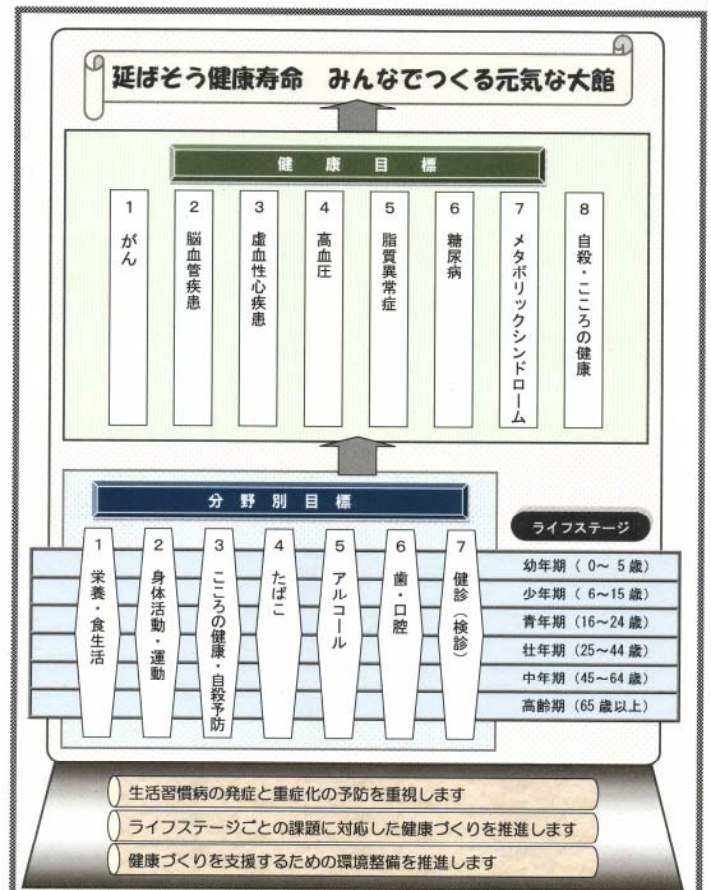 延ばそう健康寿命　みんなでつくる元気な大館
健康目標
1 がん
2 脳血管疾患
3 虚血性心疾患
4 高血圧
5 脂質異常症
6 糖尿病
7 メタボリックシンドローム
8 自殺・こころの健康
分野別目標
1 栄養・食生活
2 身体活動・運動
3 こころの健康・自殺予防
4 たばこ
5 アルコール
6 歯・口腔
7 健診（検診）
ライフステージ
幼年期（ 0～ 5 歳）
少年期（ 6～15 歳）
青年期（16～24 歳）
壮年期（25～44 歳）
中年期（45～64 歳）
高齢期（65 歳以上）
生活習慣病の発症と重症化の予防を重視します
ライフステージごとの課題に対応した健康づくりを推進します
健康づくりを支援するための環境整備を推進します